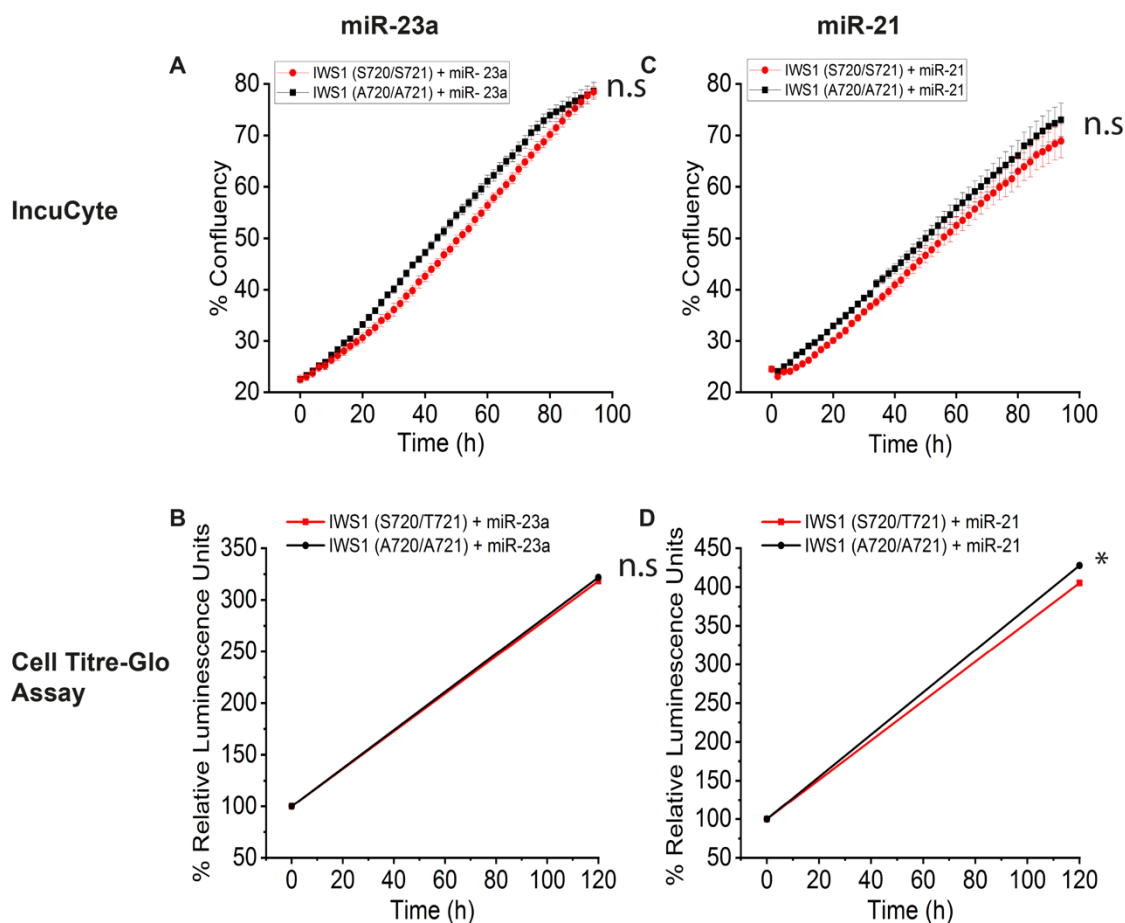 miR-23a
miR-21
IncuCyte
A
IWS1 (S720/S721) + miR- 23a
IWS1 (A720/A721) + miR- 23a
n.s
80
70
60
50
40
30
20
% Confluency
0 20 40 60 80 100
Time (h)
C
IWS1 (S720/S721) + miR-21
IWS1 (A720/A721) + miR-21
n.s
80
70
60
50
40
30
20
% Confluency
0 20 40 60 80 100
Time (h)
Cell Titre-Glo
Assay
B
IWS1 (S720/T721) + miR-23a
IWS1 (A720/A721) + miR-23a
n.s
350
300
250
200
150
100
50
% Relative Luminescence Units
0 20 40 60 80 100 120
Time (h)
D
IWS1 (S720/T721) + miR-21
IWS1 (A720/A721) + miR-21
*
450
400
350
300
250
200
150
100
50
% Relative Luminescence Units
0 20 40 60 80 100 120
Time (h)